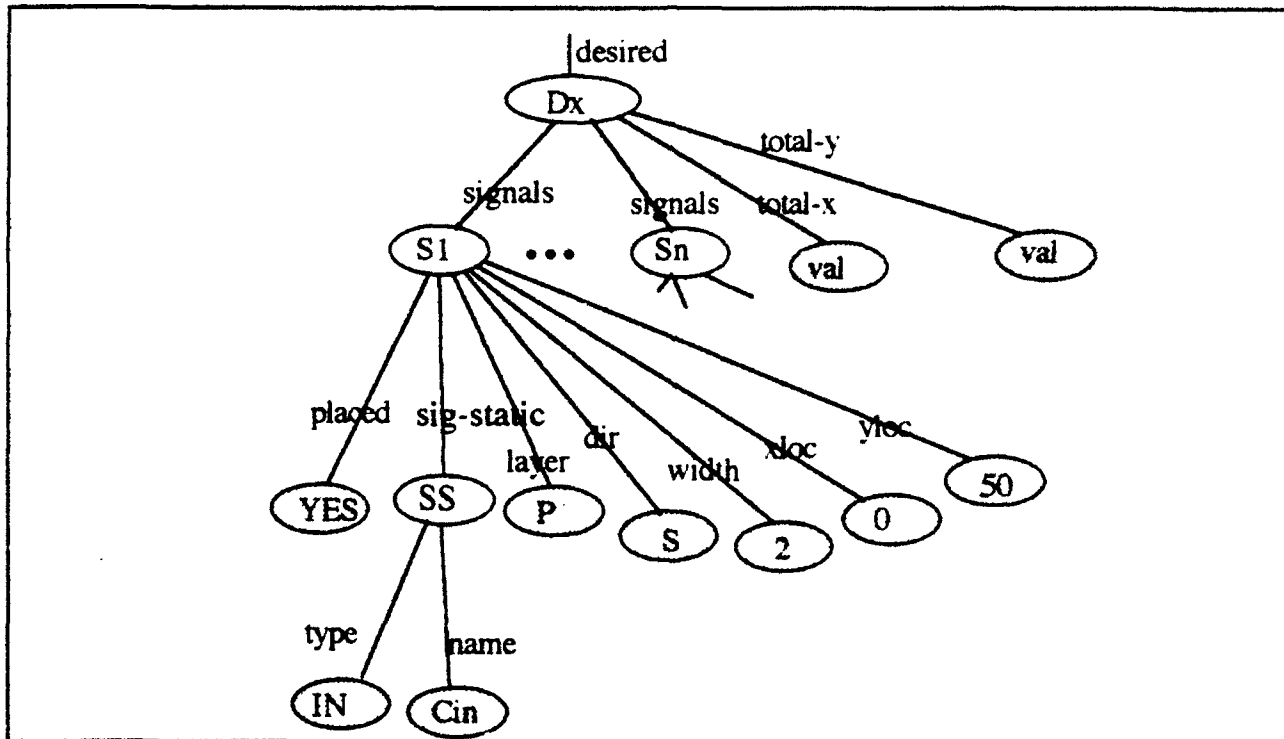 desired
Dx
total-y
signals
signals
total-x
S1
•••
Sn
val
val
placed
sig-static
layer
dir
width
xloc
yloc
YES
SS
P
S
2
0
50
type
name
IN
Cin